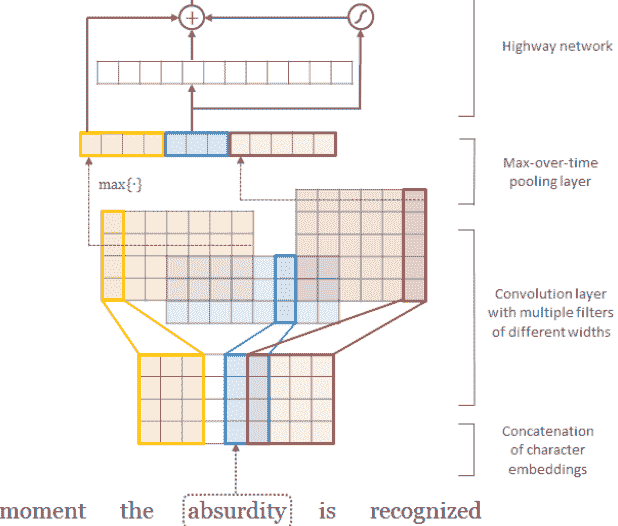 +
Highway network
Max-over-time
pooling layer
max{·}
Convolution layer
with multiple filters
of different widths
Concatenation
of character
embeddings
moment the absurdity is recognized